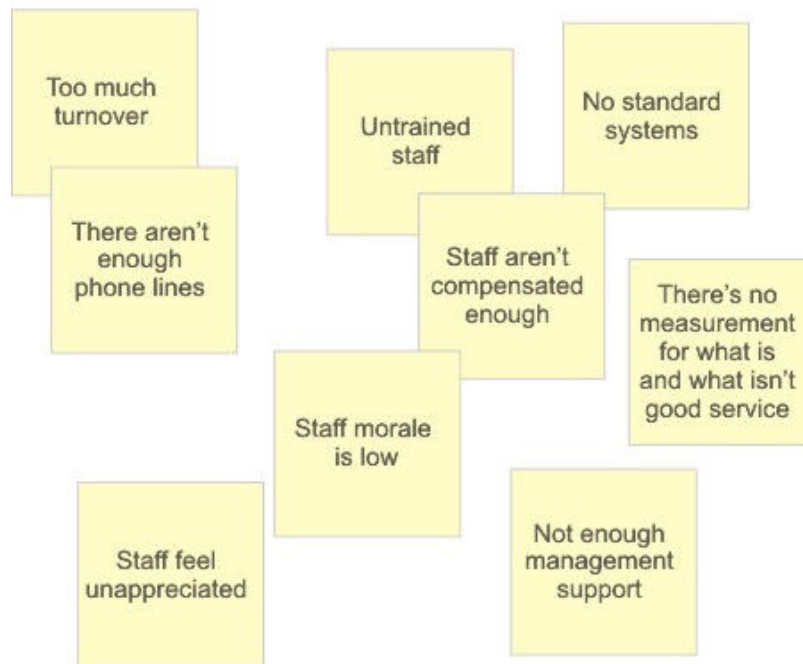 Too much
turnover
Untrained
staff
No standard
systems
There aren’t
enough
phone lines
Staff aren’t
compensated
enough
There’s no
measurement
for what is
and what isn’t
good service
Staff morale
is low
Staff feel
unappreciated
Not enough
management
support